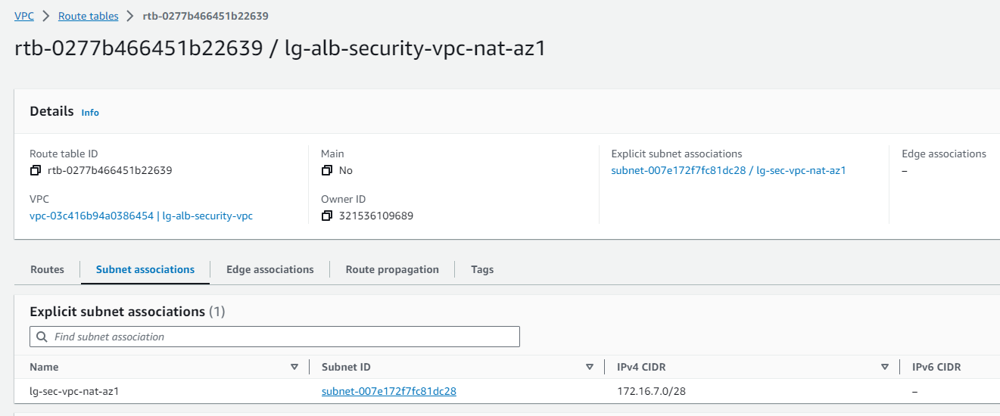 VPC > Route tables > rtb-0277b466451b22639
rtb-0277b466451b22639 / lg-alb-security-vpc-nat-az1
Details Info
Route table ID
rtb-0277b466451b22639
Main
No
Explicit subnet associations
subnet-007e172f7fc81dc28 / lg-sec-vpc-nat-az1
Edge associations
–
VPC
vpc-03c416b94a0386454 | lg-alb-security-vpc
Owner ID
321536109689
Routes Subnet associations Edge associations Route propagation Tags
Explicit subnet associations (1)
Find subnet association
Name Subnet ID IPv4 CIDR IPv6 CIDR
lg-sec-vpc-nat-az1 subnet-007e172f7fc81dc28 172.16.7.0/28 –